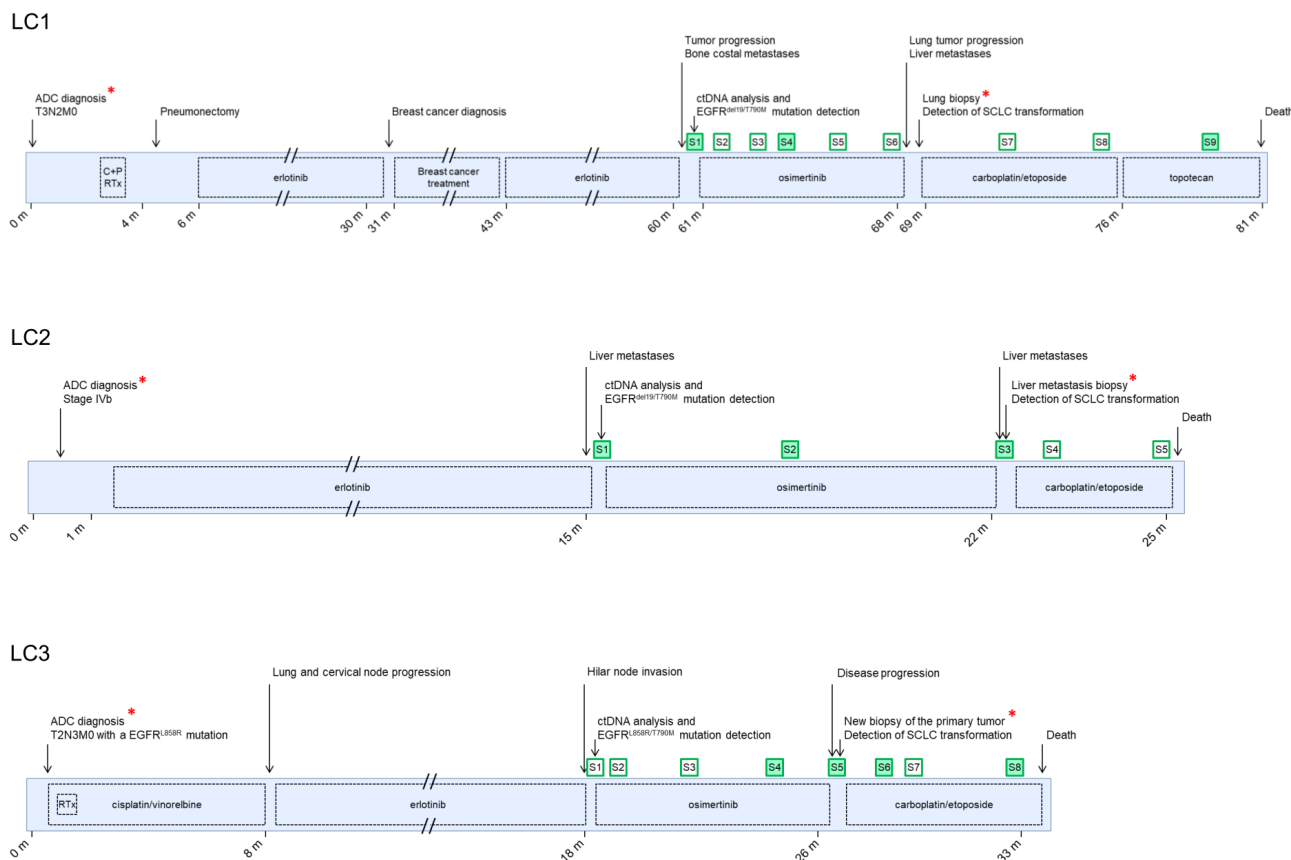 LC1
Tumor progression
Bone costal metastases
Lung tumor progression
Liver metastases
ADC diagnosis *
T3N2M0
Pneumonectomy
Breast cancer diagnosis
ctDNA analysis and
EGFRdel19/T790M mutation detection
Lung biopsy *
Detection of SCLC transformation
Death
S1 S2 S3 S4 S5 S6 S7 S8 S9
C+P
RTx
erlotinib
Breast cancer
treatment
erlotinib
osimertinib
carboplatin/etoposide
topotecan
0 m 4 m 6 m 30 m 31 m 43 m 60 m 61 m 68 m 69 m 76 m 81 m
LC2
Liver metastases
Liver metastases
ADC diagnosis *
Stage IVb
ctDNA analysis and
EGFRdel19/T790M mutation detection
Liver metastasis biopsy *
Detection of SCLC transformation
Death
S1 S2 S3 S4 S5
erlotinib
osimertinib
carboplatin/etoposide
0 m 1 m 15 m 22 m 25 m
LC3
Lung and cervical node progression
Hilar node invasion
Disease progression
ADC diagnosis *
T2N3M0 with a EGFRL858R mutation
ctDNA analysis and
EGFRL858R/T790M mutation detection
New biopsy of the primary tumor *
Detection of SCLC transformation
Death
S1 S2 S3 S4 S5 S6 S7 S8
RTx
cisplatin/vinorelbine
erlotinib
osimertinib
carboplatin/etoposide
0 m 8 m 18 m 26 m 33 m